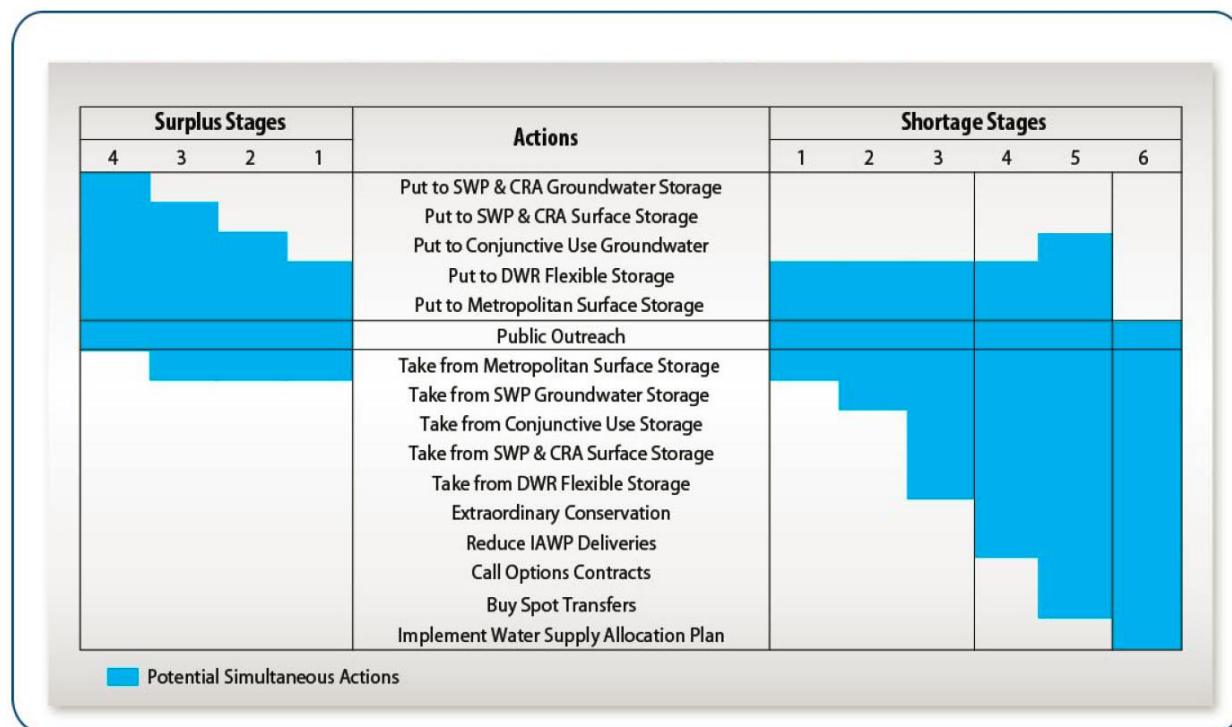 Surplus Stages Actions Shortage Stages
4 3 2 1 1 2 3 4 5 6
Put to SWP & CRA Groundwater Storage
Put to SWP & CRA Surface Storage
Put to Conjunctive Use Groundwater
Put to DWR Flexible Storage
Put to Metropolitan Surface Storage
Public Outreach
Take from Metropolitan Surface Storage
Take from SWP Groundwater Storage
Take from Conjunctive Use Storage
Take from SWP & CRA Surface Storage
Take from DWR Flexible Storage
Extraordinary Conservation
Reduce IAWP Deliveries
Call Options Contracts
Buy Spot Transfers
Implement Water Supply Allocation Plan
Potential Simultaneous Actions